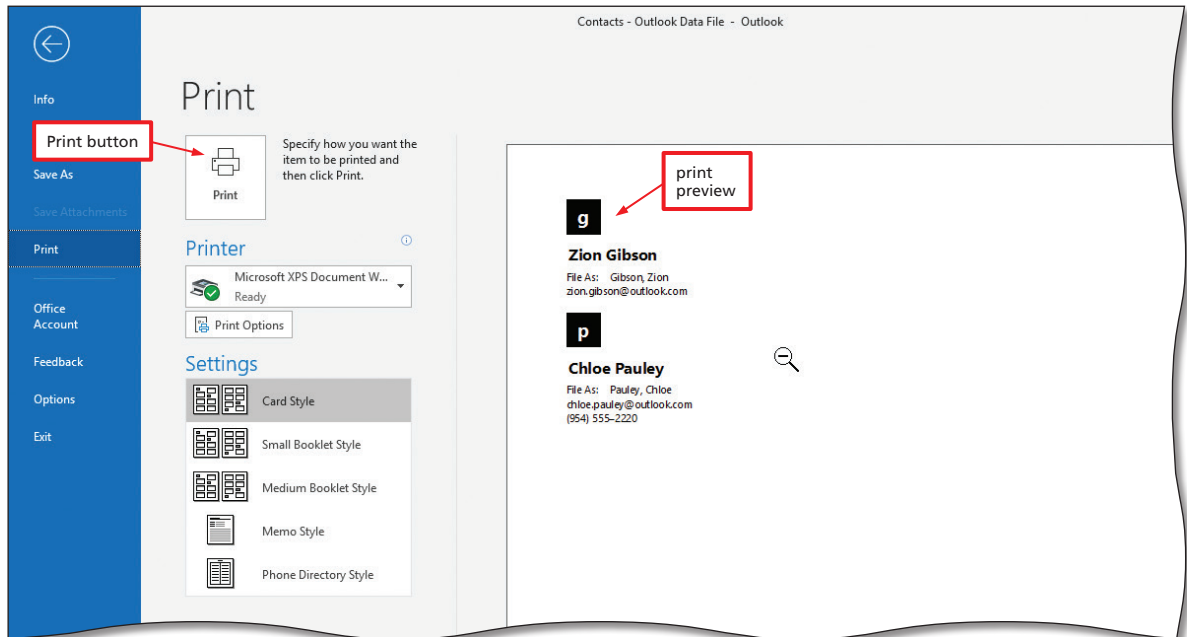 Contacts - Outlook Data File - Outlook
Info
Save As
Save Attachments
Print
Office
Account
Feedback
Options
Exit
Print
Print button
Print
Specify how you want the
item to be printed and
then click Print.
Printer
Microsoft XPS Document W...
Ready
Print Options
Settings
Card Style
Small Booklet Style
Medium Booklet Style
Memo Style
Phone Directory Style
print
preview
g
Zion Gibson
File As: Gibson, Zion
zion.gibson@outlook.com
p
Chloe Pauley
File As: Pauley, Chloe
chloe.pauley@outlook.com
(954) 555–2220